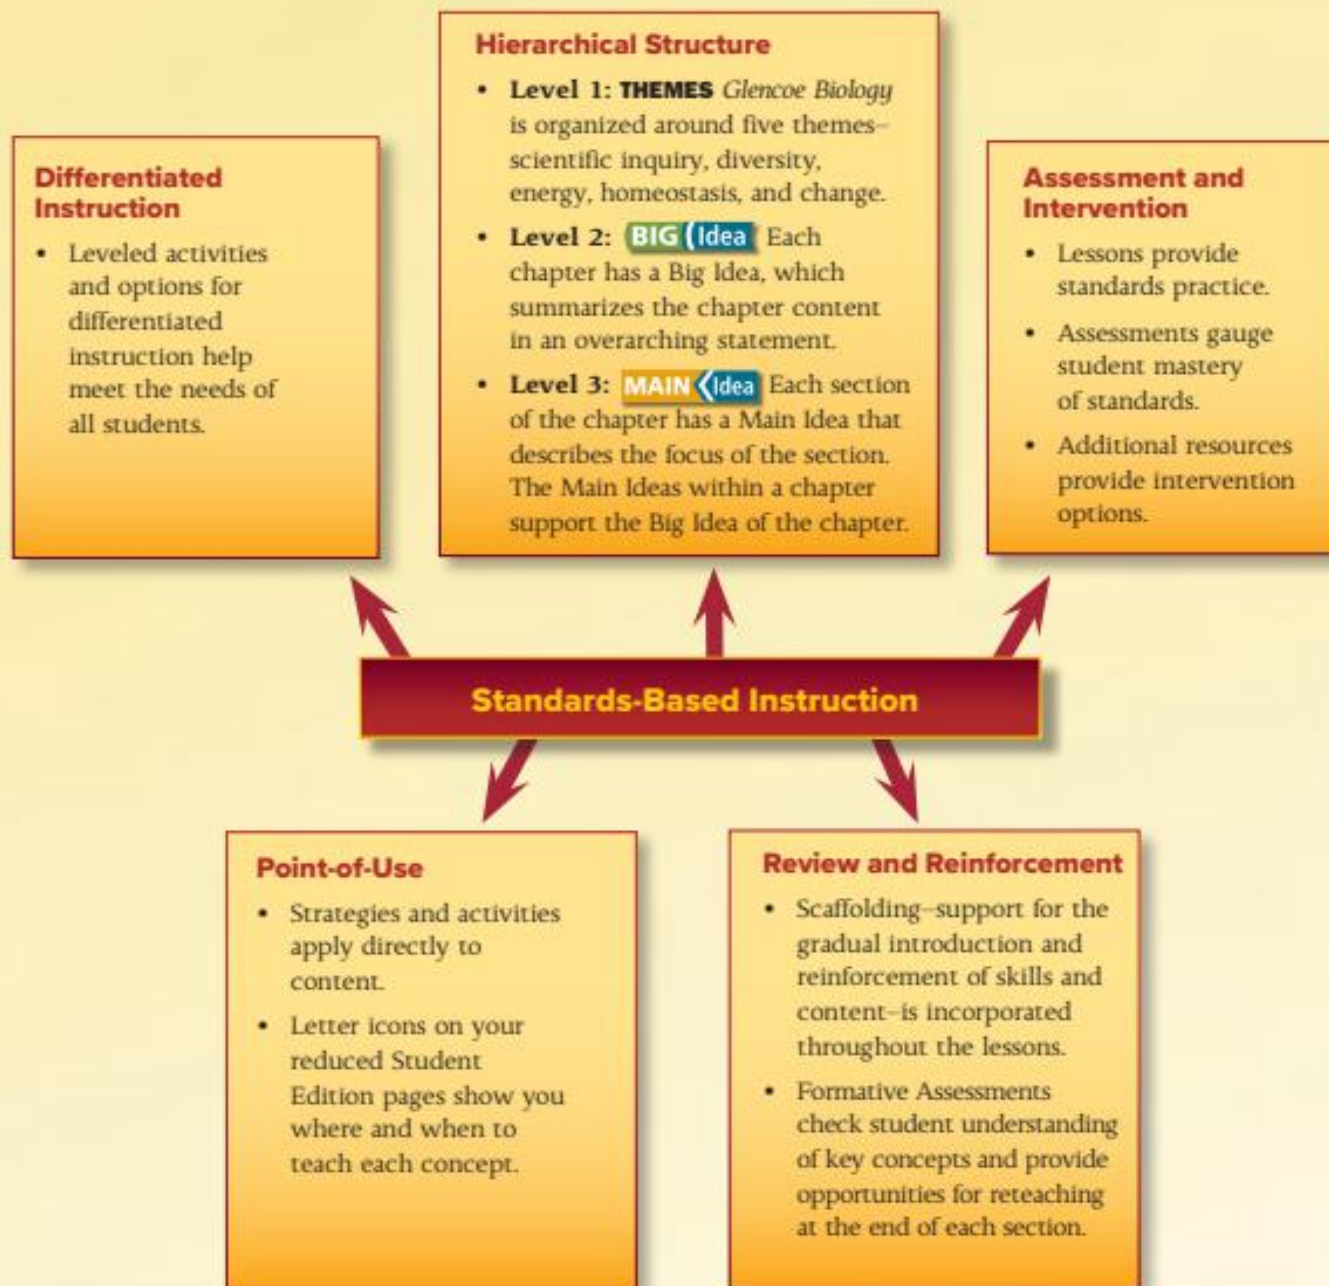 Hierarchical Structure
• Level 1: THEMES Glencoe Biology
is organized around five themes–
scientific inquiry, diversity,
energy, homeostasis, and change.
• Level 2: BIG Idea Each
chapter has a Big Idea, which
summarizes the chapter content
in an overarching statement.
• Level 3: MAIN Idea Each section
of the chapter has a Main Idea that
describes the focus of the section.
The Main Ideas within a chapter
support the Big Idea of the chapter.
Differentiated
Instruction
• Leveled activities
and options for
differentiated
instruction help
meet the needs of
all students.
Assessment and
Intervention
• Lessons provide
standards practice.
• Assessments gauge
student mastery
of standards.
• Additional resources
provide intervention
options.
Standards-Based Instruction
Point-of-Use
• Strategies and activities
apply directly to
content.
• Letter icons on your
reduced Student
Edition pages show you
where and when to
teach each concept.
Review and Reinforcement
• Scaffolding–support for the
gradual introduction and
reinforcement of skills and
content–is incorporated
throughout the lessons.
• Formative Assessments
check student understanding
of key concepts and provide
opportunities for reteaching
at the end of each section.